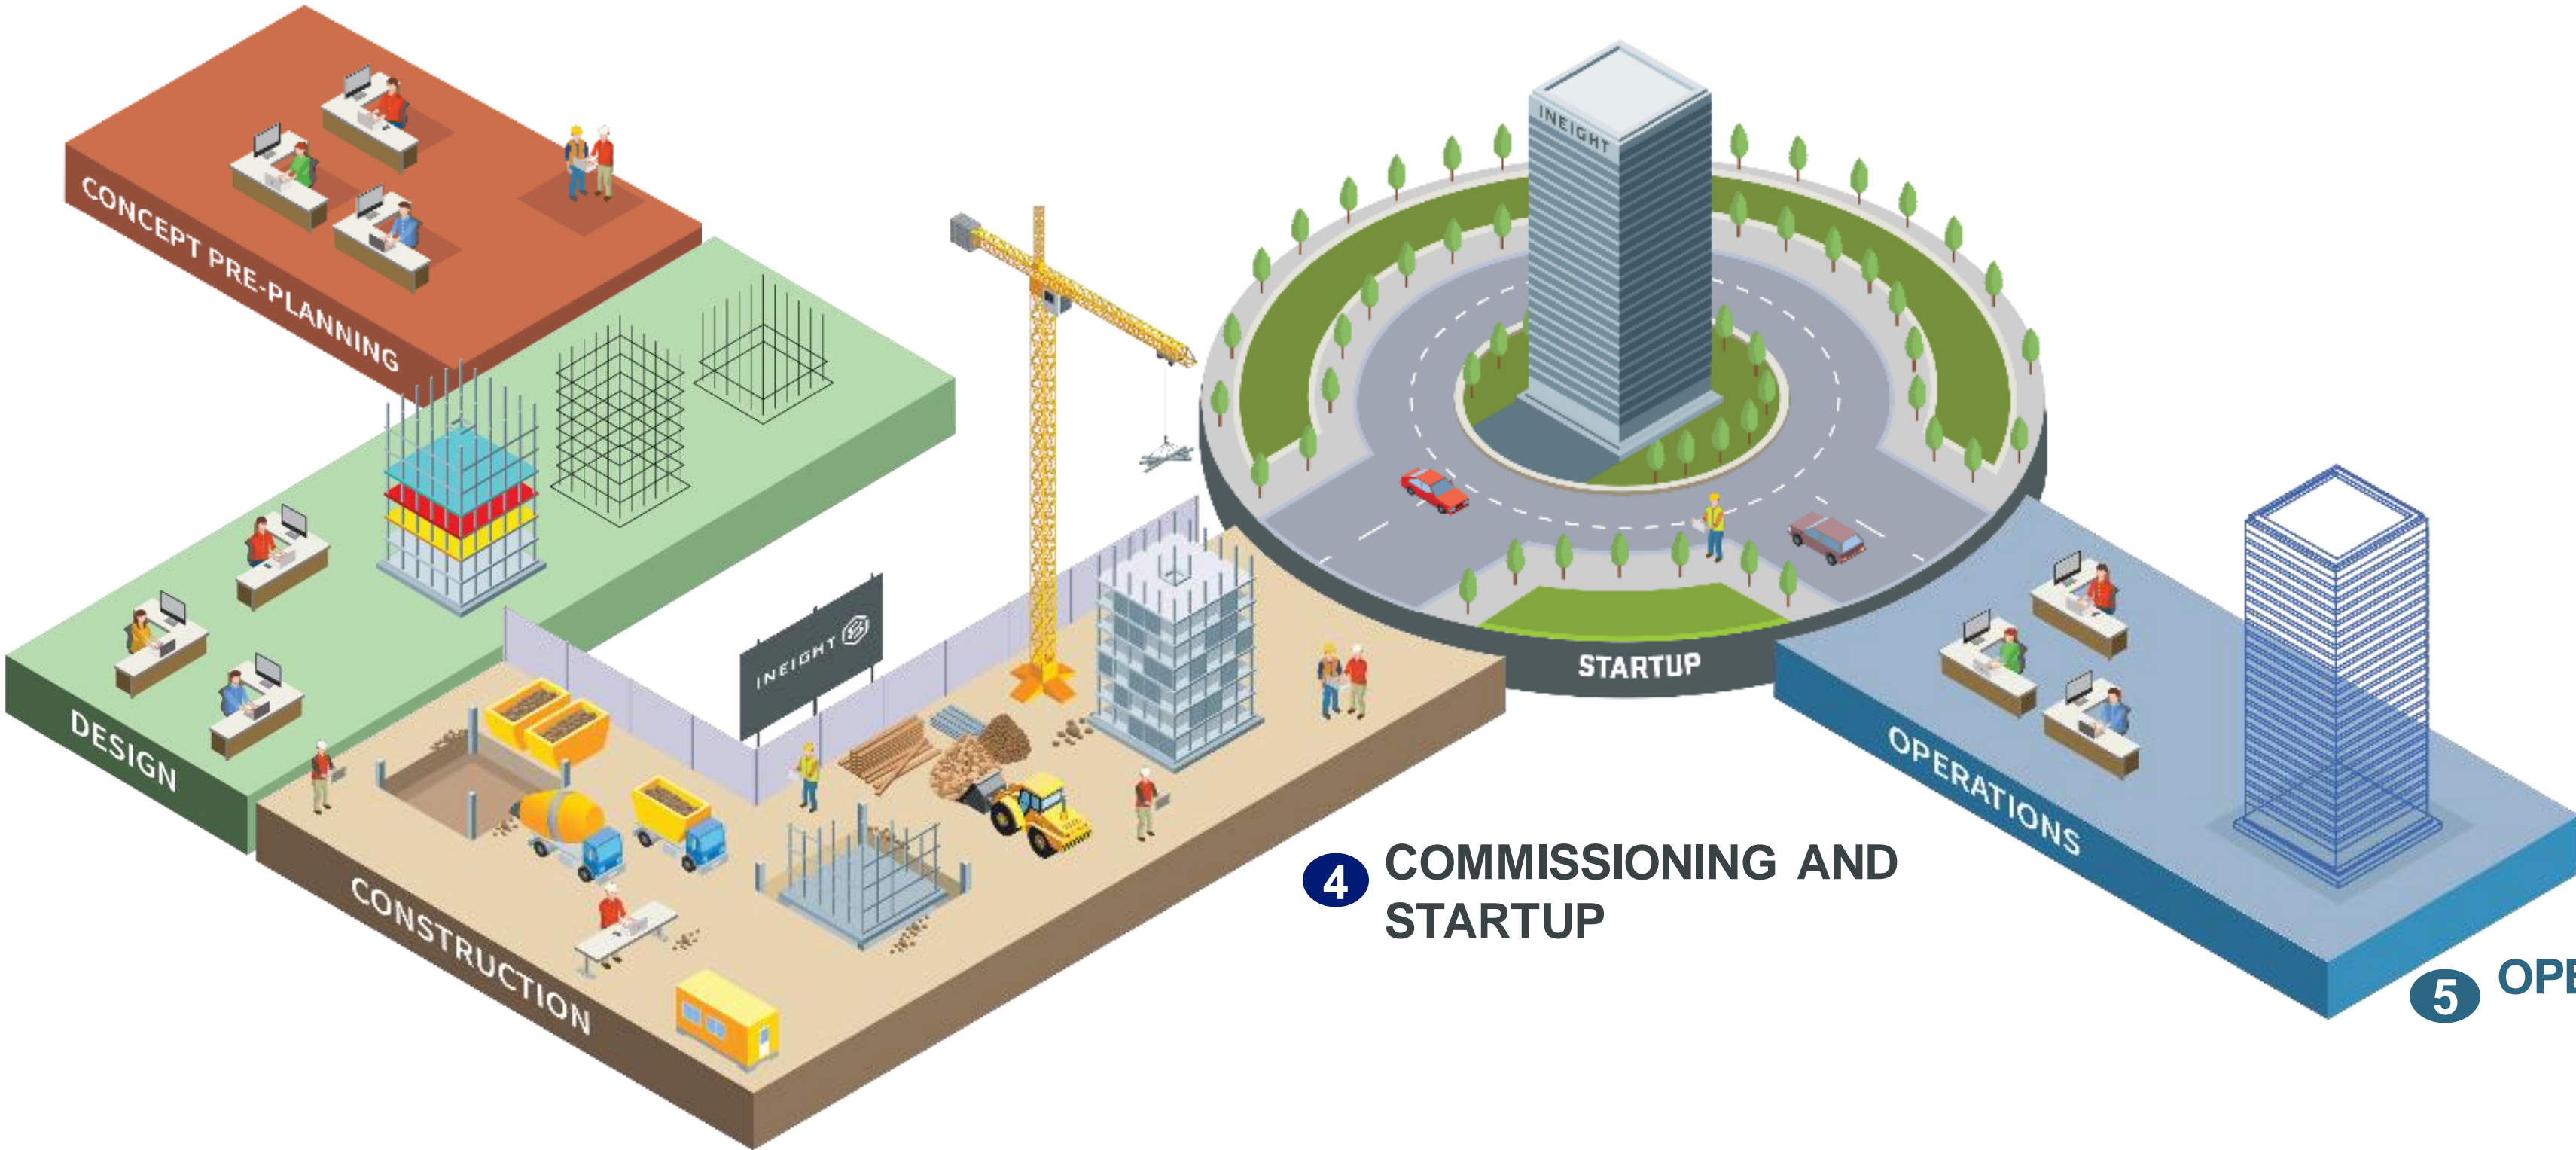 CONCEPT PRE-PLANNING
INEIGHT
DESIGN
INEIGHT
STARTUP
OPERATIONS
CONSTRUCTION
4
COMMISSIONING AND
STARTUP
5